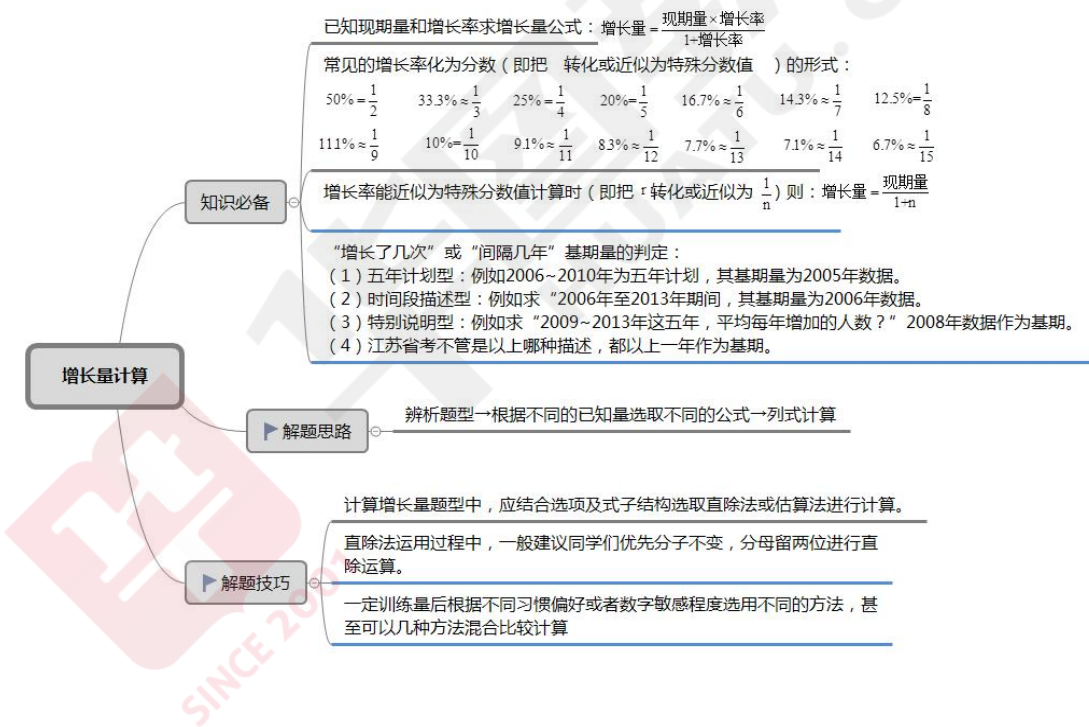 已知现期量和增长率求增长量公式：增长量=现期量×增长率/1+增长率
常见的增长率化为分数（即把 转化或近似为特殊分数值 ）的形式：
50%=1/2 33.3%≈1/3 25%=1/4 20%=1/5 16.7%≈1/6 14.3%≈1/7 12.5%=1/8
11.1%≈1/9 10%=1/10 9.1%≈1/11 8.3%≈1/12 7.7%≈1/13 7.1%≈1/14 6.7%≈1/15
知识必备
增长率能近似为特殊分数值计算时（即把 r 转化或近似为 1/n）则：增长量=现期量/1+n
“增长了几次”或“间隔几年”基期量的判定：
（1）五年计划型：例如2006~2010年为五年计划，其基期量为2005年数据。
（2）时间段描述型：例如求“2006年至2013年期间，其基期量为2006年数据。
（3）特别说明型：例如求“2009~2013年这五年，平均每年增加的人数？”2008年数据作为基期。
（4）江苏省考不管是以上哪种描述，都以上一年作为基期。
增长量计算
解题思路
辨析题型→根据不同的已知量选取不同的公式→列式计算
计算增长量题型中，应结合选项及式子结构选取直除法或估算法进行计算。
解题技巧
直除法运用过程中，一般建议同学们优先分子不变，分母留两位进行直
除运算。
一定训练量后根据不同习惯偏好或者数字敏感程度选用不同的方法，甚
至可以几种方法混合比较计算
SINCE 2001
华图教育
HUATU.